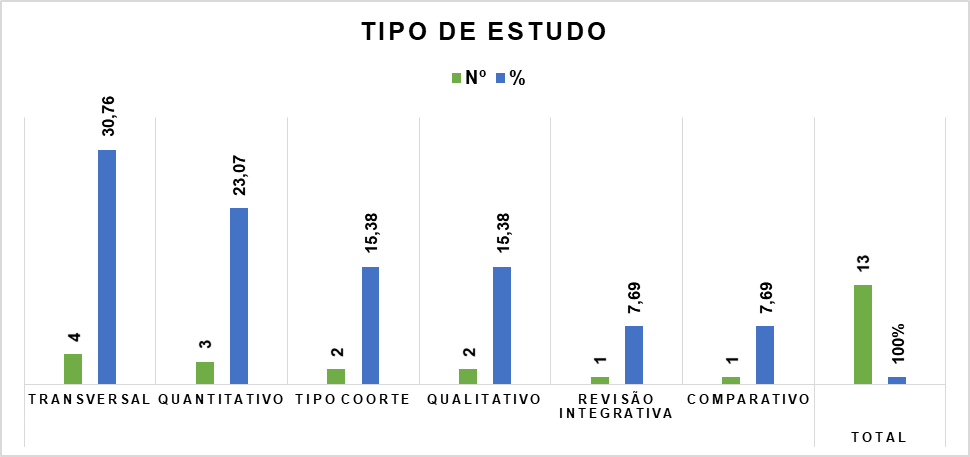 TIPO DE ESTUDO
Nº %
4 30,76
3 23,07
2 15,38
2 15,38
1 7,69
1 7,69
13 100%
TRANSVERSAL QUANTITATIVO TIPO COORTE QUALITATIVO REVISÃO COMPARATIVO
INTEGRATIVA
TOTAL